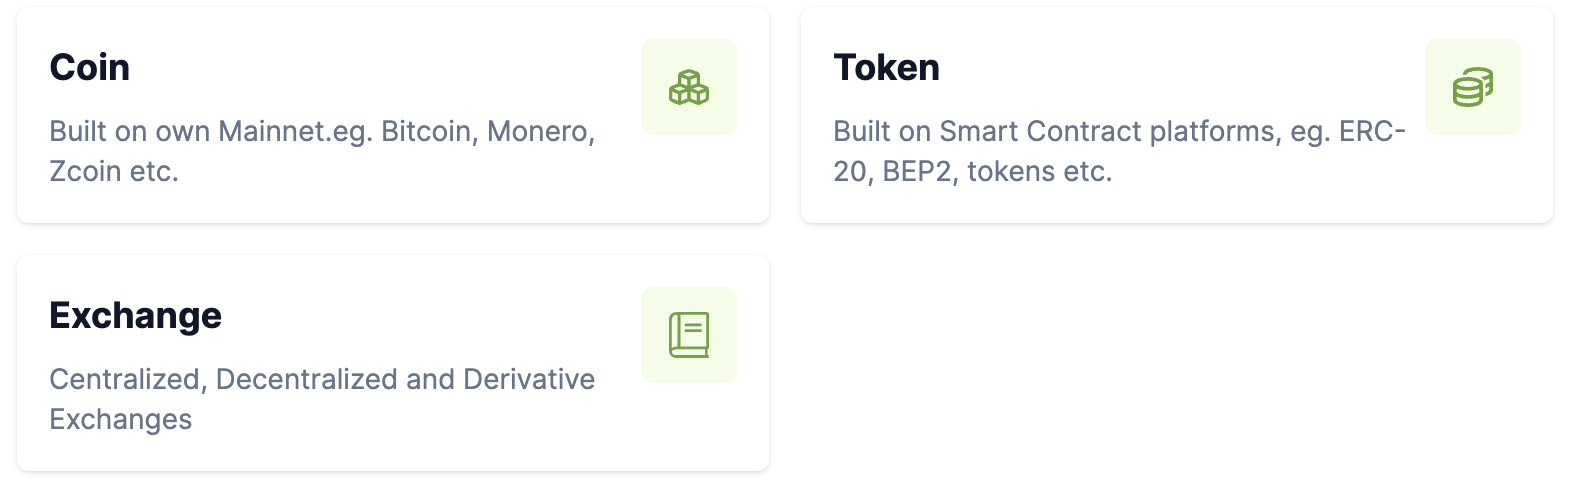 Coin
Built on own Mainnet.eg. Bitcoin, Monero,
Zcoin etc.
Token
Built on Smart Contract platforms, eg. ERC-
20, BEP2, tokens etc.
Exchange
Centralized, Decentralized and Derivative
Exchanges